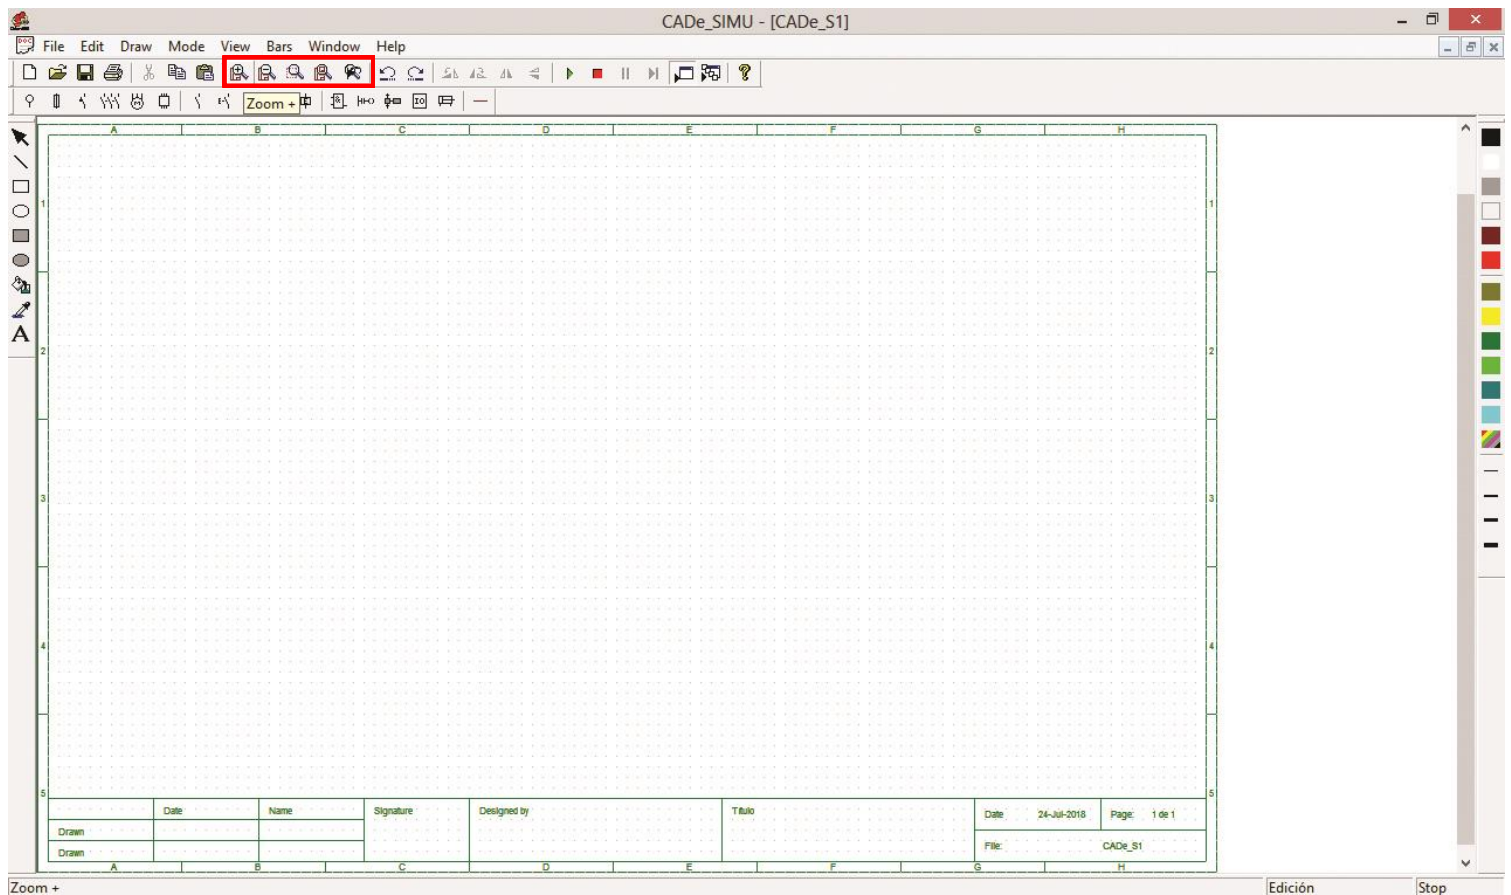 CADe_SIMU - [CADe_S1]
File Edit Draw Mode View Bars Window Help
Zoom +
A B C D E F G H
1 1
2 2
3 3
4 4
5 5
Date Name Signature Designed by Título Date 24-Jul-2018 Page: 1 de 1
Drawn
File: CADe_S1
Drawn
A B C D E F G H
A
Zoom + Edición Stop